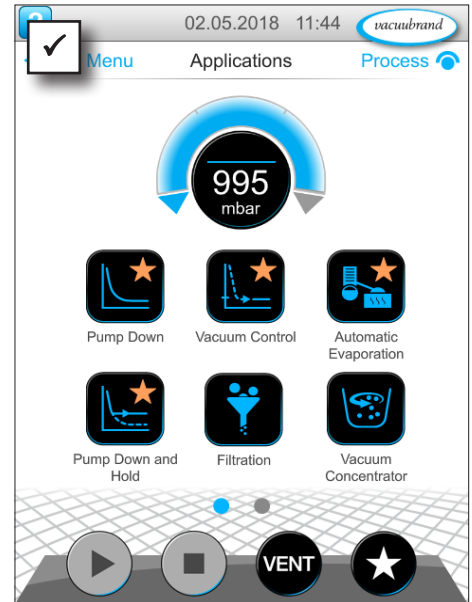 02.05.2018 11:44 vacuubrand
Menu Applications Process
995
mbar
Pump Down
Vacuum Control
Automatic
Evaporation
Pump Down and
Hold
Filtration
Vacuum
Concentrator
VENT